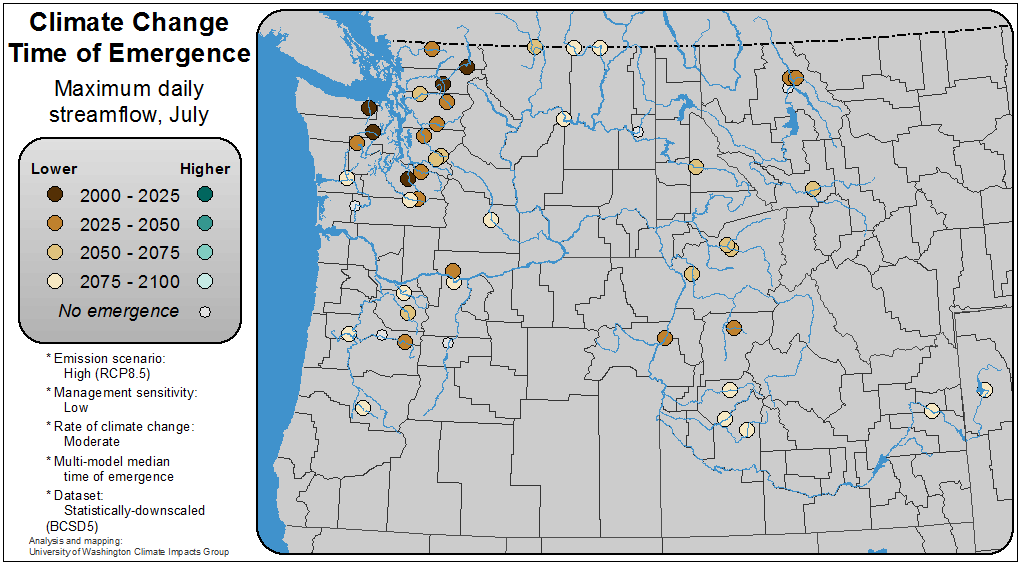 Climate Change
Time of Emergence
Maximum daily
streamflow, July
Lower Higher
2000 - 2025
2025 - 2050
2050 - 2075
2075 - 2100
No emergence
* Emission scenario:
High (RCP8.5)
* Management sensitivity:
Low
* Rate of climate change:
Moderate
* Multi-model median
time of emergence
* Dataset:
Statistically-downscaled
(BCSD5)
Analysis and mapping:
University of Washington Climate Impacts Group